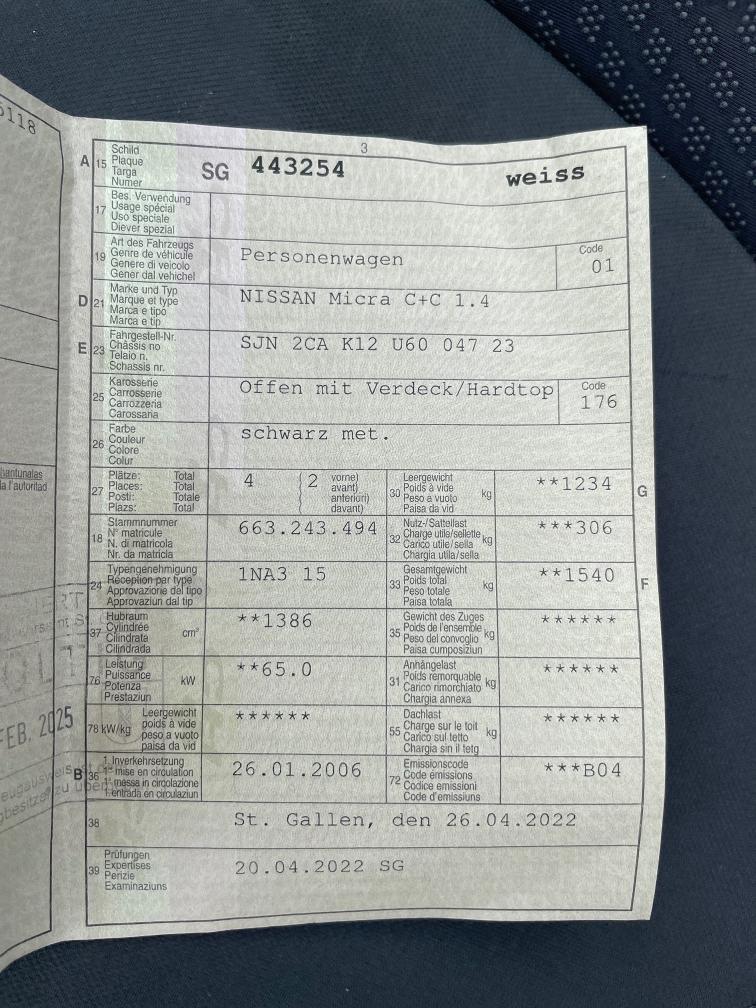 5118
3
A 15 Schild
Plaque
Targa
Numer
SG 443254 weiss
17 Bes. Verwendung
Usage spécial
Uso speciale
Diever spezial
19 Art des Fahrzeugs
Genre de véhicule
Genere di veicolo
Gener dal vehichel
Personenwagen
Code
01
D 21 Marke und Typ
Marque et type
Marca e tipo
Marca e tip
NISSAN Micra C+C 1.4
E 23 Fahrgestell-Nr.
Châssis no
Telaio n.
Schassis nr.
SJN 2CA K12 U60 047 23
25 Karosserie
Carrosserie
Carrozzeria
Carossaria
Offen mit Verdeck/Hardtop
Code
176
26 Farbe
Couleur
Colore
Colur
schwarz met.
27 Plätze: Total
Places: Total
Posti: Totale
Plazs: Total
4 (2 vorne)
avant)
anteriori)
davant)
30 Leergewicht
Poids à vide
Peso a vuoto
Paisa da vid
kg
**1234
G
18 Stammnummer
N° matricule
N. di matricola
Nr. da matricla
663.243.494
32 Nutz-/Sattellast
Charge utile/sellette
Carico utile/sella
Chargia utila/sella
kg
***306
24 Typengenehmigung
Réception par type
Approvazione del tipo
Approvaziun dal tip
1NA3 15
33 Gesamtgewicht
Poids total
Peso totale
Paisa totala
kg
**1540
F
37 Hubraum
Cylindrée
Cilindrata
Cilindrada
cm³
**1386
35 Gewicht des Zuges
Poids de l'ensemble
Peso del convoglio
Paisa cumposiziun
kg
******
76 Leistung
Puissance
Potenza
Prestaziun
kW
**65.0
31 Anhängelast
Poids remorquable
Carico rimorchiato
Chargia annexa
kg
******
78 kW/kg Leergewicht
poids à vide
peso a vuoto
paisa da vid
******
55 Dachlast
Charge sur le toit
Carico sul tetto
Chargia sin il tetg
kg
******
B 36 1. Inverkehrsetzung
1re mise en circulation
1a messa in circolazione
1. entrada en circulaziun
26.01.2006
72 Emissionscode
Code émissions
Codice emissioni
Code d'emissiuns
***B04
38 St. Gallen, den 26.04.2022
39 Prüfungen
Expertises
Perizie
Examinaziuns
20.04.2022 SG
hantunalas
la l'autoritad
FEB. 2025